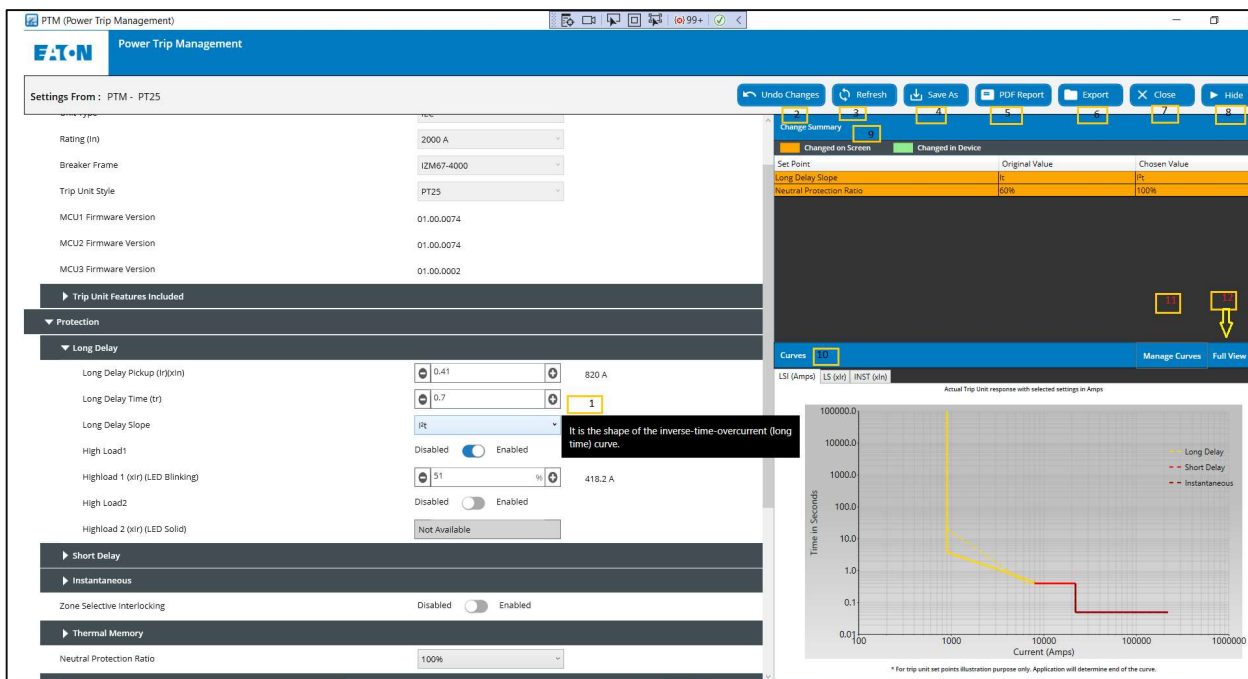 PTM (Power Trip Management)
99+
EATON
Power Trip Management
Settings From : PTM - PT25
Undo Changes
Refresh
Save As
PDF Report
Export
Close
Hide
2
3
4
5
6
7
8
Rating (In)
2000 A
Breaker Frame
IZM67-4000
Trip Unit Style
PT25
MCU1 Firmware Version
01.00.0074
MCU2 Firmware Version
01.00.0074
MCU3 Firmware Version
01.00.0002
Trip Unit Features Included
Protection
Long Delay
Long Delay Pickup (Ir)(xIn)
0.41
820 A
Long Delay Time (tr)
0.7
1
Long Delay Slope
I²t
It is the shape of the inverse-time-overcurrent (long
time) curve.
High Load1
Disabled Enabled
Highload 1 (xIr) (LED Blinking)
51 %
418.2 A
High Load2
Disabled Enabled
Highload 2 (xIr) (LED Solid)
Not Available
Short Delay
Instantaneous
Zone Selective Interlocking
Disabled Enabled
Thermal Memory
Neutral Protection Ratio
100%
Change Summary
9
Changed on Screen
Changed in Device
Set Point Original Value Chosen Value
Long Delay Slope It I²t
Neutral Protection Ratio 60% 100%
11
12
Curves
10
Manage Curves
Full View
LSI (Amps) LS (xIr) INST (xIn)
Actual Trip Unit response with selected settings in Amps
100000.0
10000.0
1000.0
100.0
10.0
1.0
0.1
0.01
Time in Seconds
Long Delay
Short Delay
Instantaneous
100 1000 10000 100000 1000000
Current (Amps)
* For trip unit set points illustration purpose only. Application will determine end of the curve.